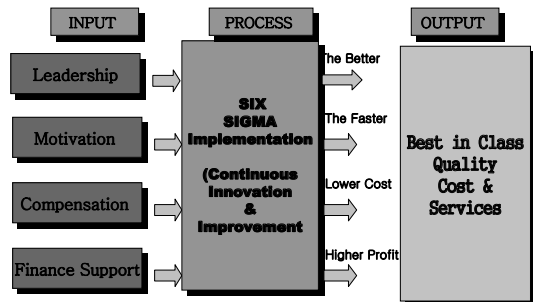 INPUT
PROCESS
OUTPUT
Leadership
Motivation
Compensation
Finance Support
SIX
SIGMA
Implementation
(Continuous
Innovation
&
Improvement
The Better
The Faster
Lower Cost
Higher Profit
Best in Class
Quality
Cost &
Services